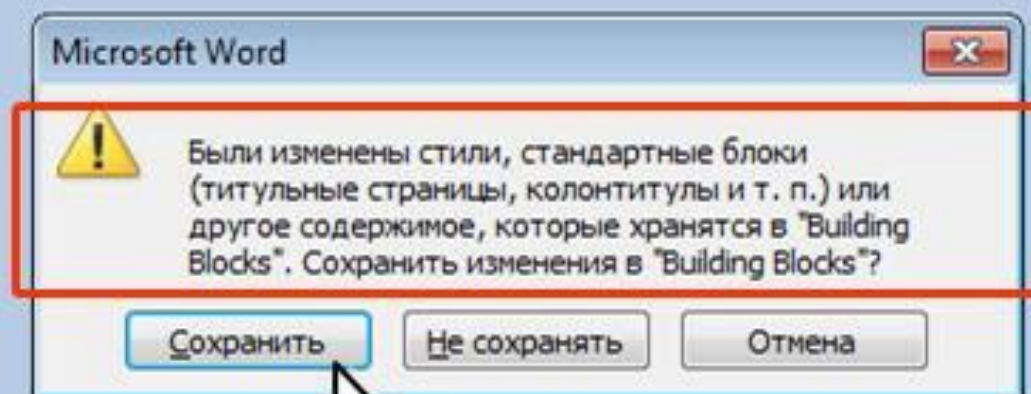 Microsoft Word
Были изменены стили, стандартные блоки
(титульные страницы, колонтитулы и т. п.) или
другое содержимое, которые хранятся в "Building
Blocks". Сохранить изменения в "Building Blocks"?
Сохранить Не сохранять Отмена